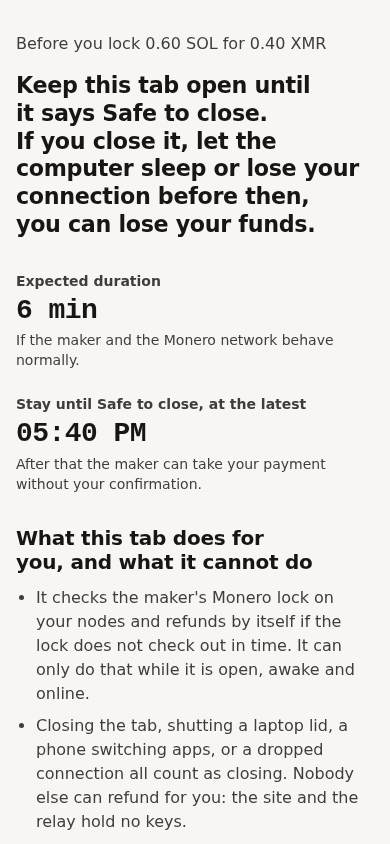 Before you lock 0.60 SOL for 0.40 XMR
Keep this tab open until
it says Safe to close.
If you close it, let the
computer sleep or lose your
connection before then,
you can lose your funds.
Expected duration
6 min
If the maker and the Monero network behave
normally.
Stay until Safe to close, at the latest
05:40 PM
After that the maker can take your payment
without your confirmation.
What this tab does for
you, and what it cannot do
• It checks the maker's Monero lock on
your nodes and refunds by itself if the
lock does not check out in time. It can
only do that while it is open, awake and
online.
• Closing the tab, shutting a laptop lid, a
phone switching apps, or a dropped
connection all count as closing. Nobody
else can refund for you: the site and the
relay hold no keys.